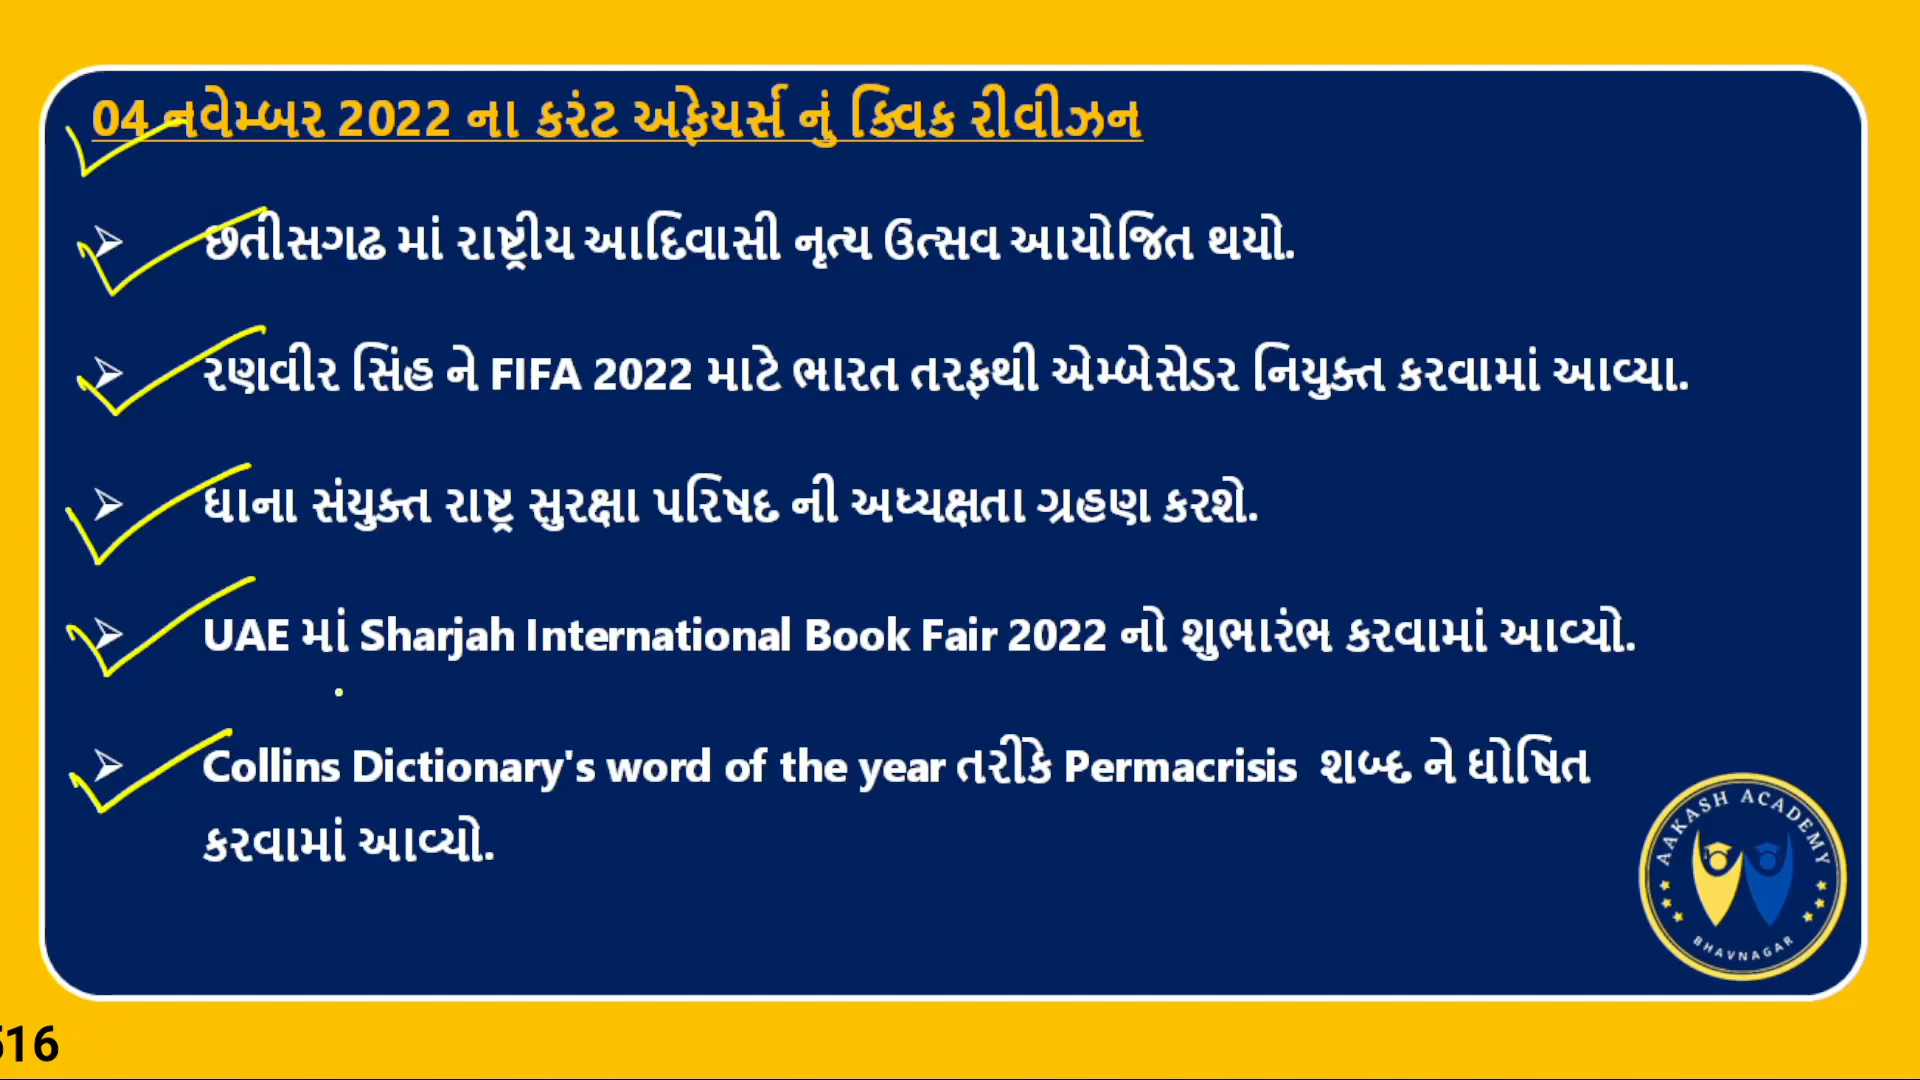 04 નવેમ્બર 2022 ના કરંટ અફેયર્સ નું ક્વિક રીવીઝન
➢ છતીસગઢ માં રાષ્ટ્રીય આદિવાસી નૃત્ય ઉત્સવ આયોજિત થયો.
➢ રણવીર સિંહ ને FIFA 2022 માટે ભારત તરફથી એમ્બેસેડર નિયુક્ત કરવામાં આવ્યા.
➢ ઘાના સંયુક્ત રાષ્ટ્ર સુરક્ષા પરિષદ ની અધ્યક્ષતા ગ્રહણ કરશે.
➢ UAE માં Sharjah International Book Fair 2022 નો શુભારંભ કરવામાં આવ્યો.
➢ Collins Dictionary's word of the year તરીકે Permacrisis શબ્દ ને ઘોષિત
કરવામાં આવ્યો.
AAKASH ACADEMY
BHAVNAGAR
516